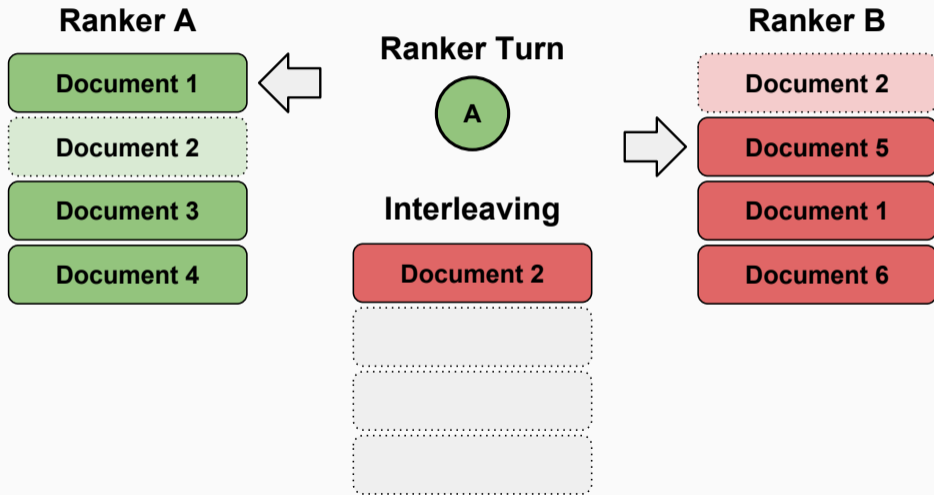 Ranker A
Document 1
Document 2
Document 3
Document 4
Ranker Turn
A
Interleaving
Document 2
Ranker B
Document 2
Document 5
Document 1
Document 6